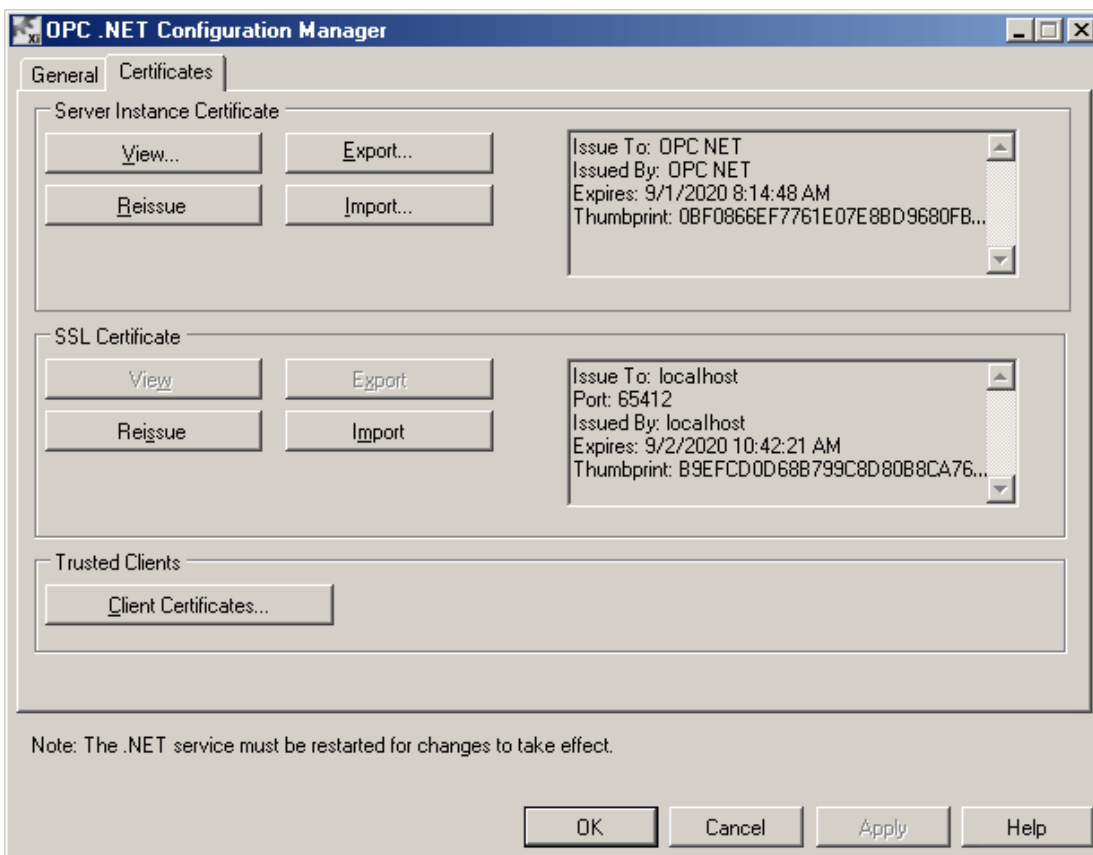 OPC .NET Configuration Manager
General
Certificates
Server Instance Certificate
View...
Export...
Reissue
Import...
Issue To: OPC NET
Issued By: OPC NET
Expires: 9/1/2020 8:14:48 AM
Thumbprint: 0BF0866EF7761E07E8BD9680FB...
SSL Certificate
View
Export
Reissue
Import
Issue To: localhost
Port: 65412
Issued By: localhost
Expires: 9/2/2020 10:42:21 AM
Thumbprint: B9EFCD0D68B799C8D80B8CA76...
Trusted Clients
Client Certificates...
Note: The .NET service must be restarted for changes to take effect.
OK
Cancel
Apply
Help